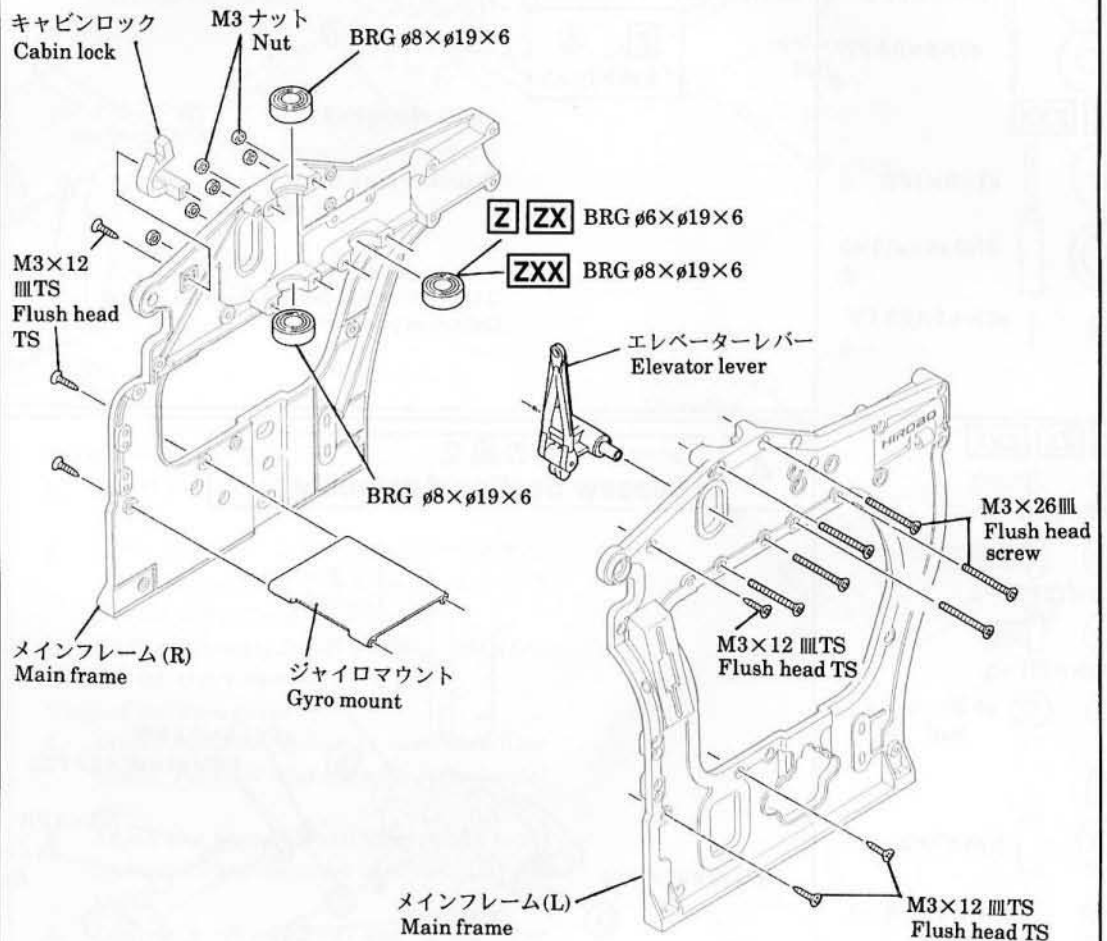 キャビンロック
Cabin lock
M3 ナット
Nut
BRG ø8×ø19×6
Z ZX BRG ø6×ø19×6
ZXX BRG ø8×ø19×6
M3×12
TS
Flush head
TS
エレベーターレバー
Elevator lever
HIROBO
BRG ø8×ø19×6
M3×26
Flush head
screw
M3×12 TS
Flush head TS
メインフレーム (R)
Main frame
ジャイロマウント
Gyro mount
メインフレーム(L)
Main frame
M3×12 TS
Flush head TS